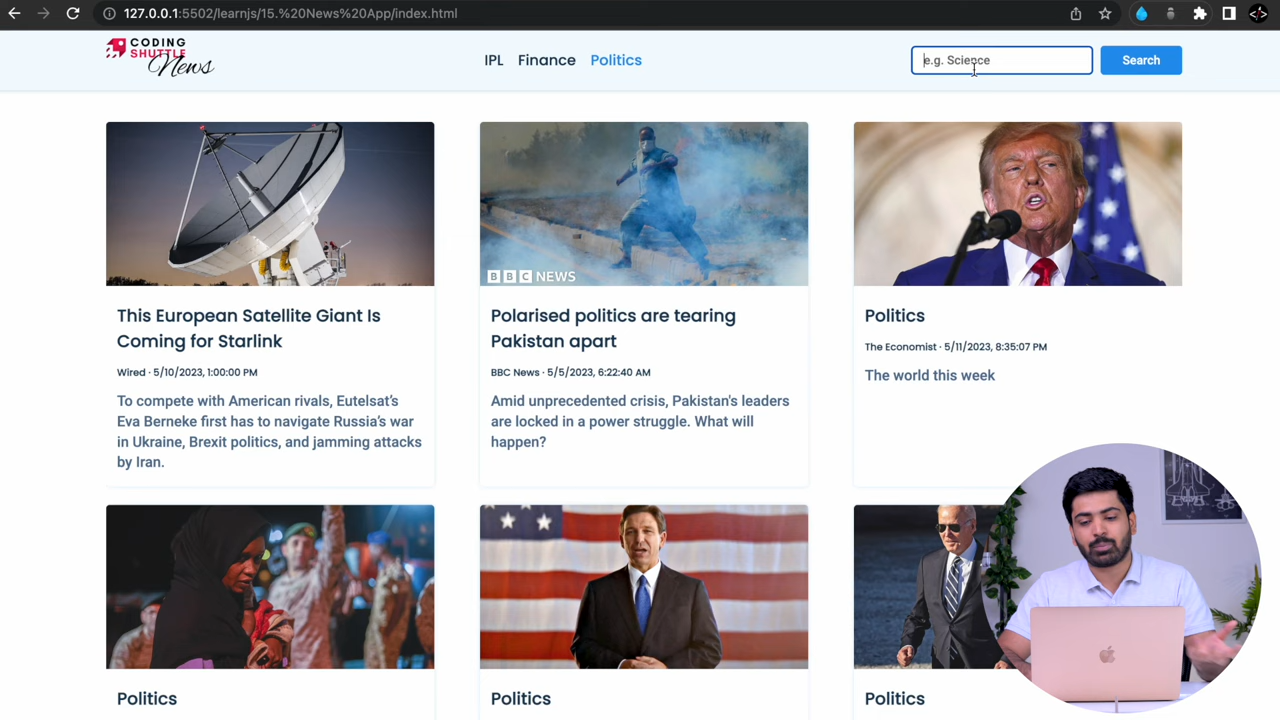 127.0.0.1:5502/learnjs/15.%20News%20App/index.html
CODING
SHUTTLE
News
IPL Finance Politics
e.g. Science
Search
BBC NEWS
This European Satellite Giant Is
Coming for Starlink
Wired · 5/10/2023, 1:00:00 PM
To compete with American rivals, Eutelsat's
Eva Berneke first has to navigate Russia's war
in Ukraine, Brexit politics, and jamming attacks
by Iran.
Polarised politics are tearing
Pakistan apart
BBC News · 5/5/2023, 6:22:40 AM
Amid unprecedented crisis, Pakistan's leaders
are locked in a power struggle. What will
happen?
Politics
The Economist · 5/11/2023, 8:35:07 PM
The world this week
Politics
Politics
Politics